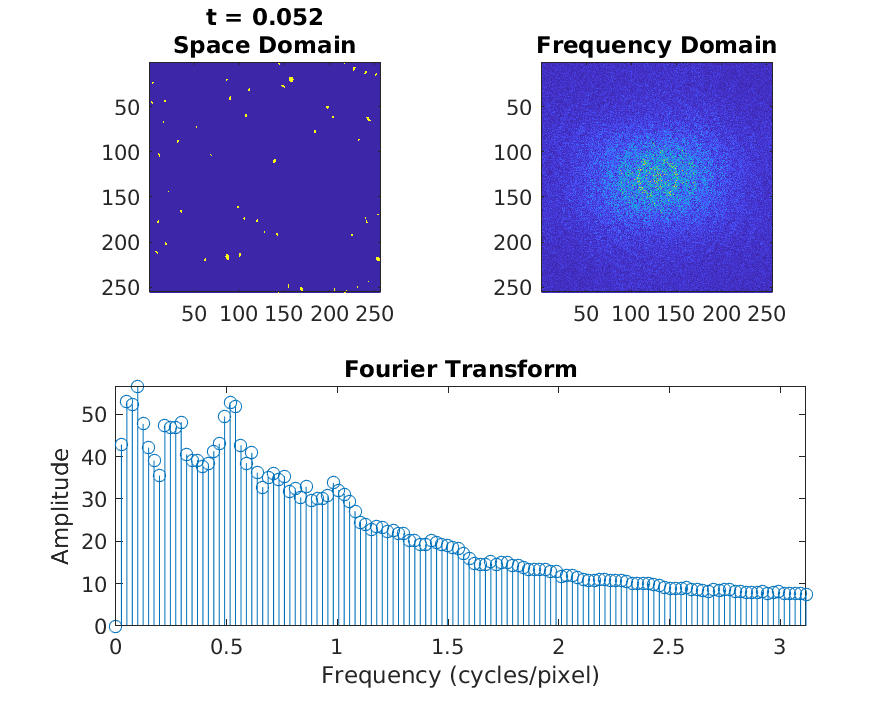 t = 0.052
Space Domain
Frequency Domain
50
100
150
200
250
50 100 150 200 250
50
100
150
200
250
50 100 150 200 250
Fourier Transform
Amplitude
50
40
30
20
10
0
0 0.5 1 1.5 2 2.5 3
Frequency (cycles/pixel)